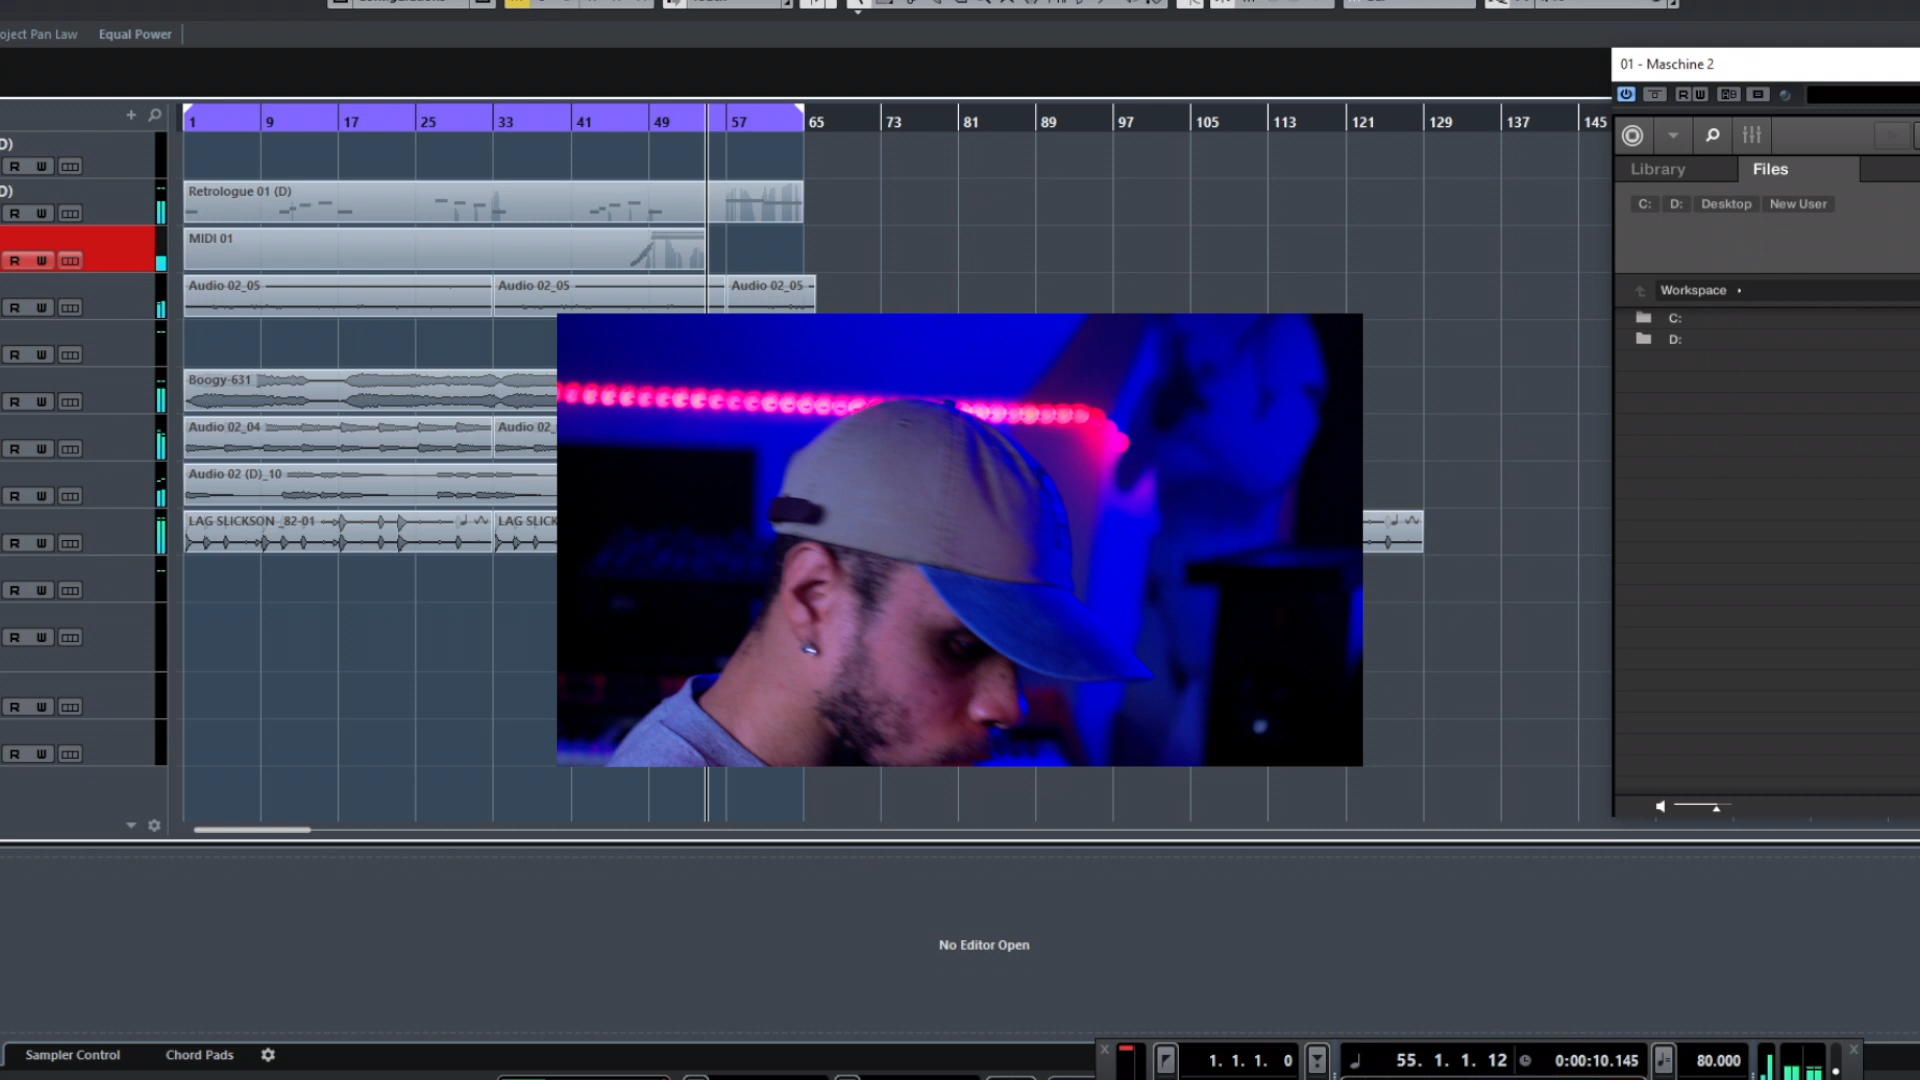 oject Pan Law Equal Power
01 - Maschine 2
R W
1 9 17 25 33 41 49 57 65 73 81 89 97 105 113 121 129 137 145
D)
R W
Library Files
D)
Retrologue 01 (D)
R W
C: D: Desktop New User
MIDI 01
R W
Audio 02_05 Audio 02_05 Audio 02_05
R W
Workspace
C:
D:
R W
Boogy-631
R W
Audio 02_04 Audio 02_
R W
Audio 02 (D)_10
R W
LAG SLICKSON _82-01 LAG SLICK
R W
R W
R W
R W
R W
No Editor Open
Sampler Control Chord Pads
1. 1. 1. 0 55. 1. 1. 12 0:00:10.145 80.000